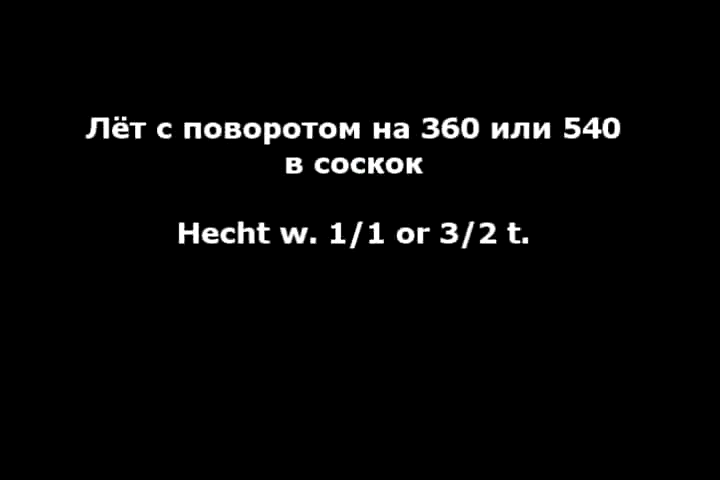 Лёт с поворотом на 360 или 540
в соскок
Hecht w. 1/1 or 3/2 t.